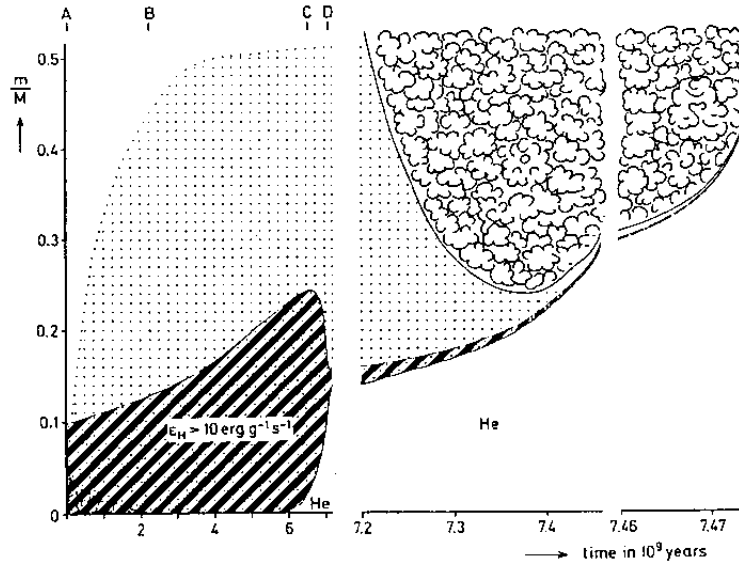 A B C D
0.5
m
M
0.4
0.3
0.2
0.1
0
εH > 10 erg g⁻¹ s⁻¹
He
He
0 2 4 6
7.2 7.3 7.4
7.46 7.47
time in 10⁹ years